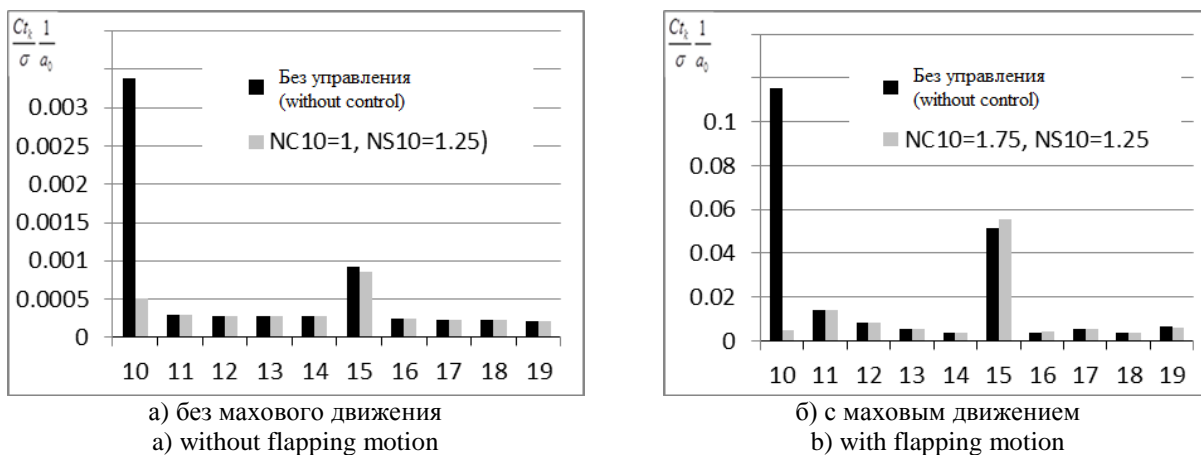 Ct_k/σ 1/a_0
Без управления
(without control)
NC10=1, NS10=1.25)
0.003
0.0025
0.002
0.0015
0.001
0.0005
0
10 11 12 13 14 15 16 17 18 19
а) без махового движения
a) without flapping motion
Ct_k/σ 1/a_0
Без управления
(without control)
NC10=1.75, NS10=1.25
0.1
0.08
0.06
0.04
0.02
0
10 11 12 13 14 15 16 17 18 19
б) с маховым движением
b) with flapping motion